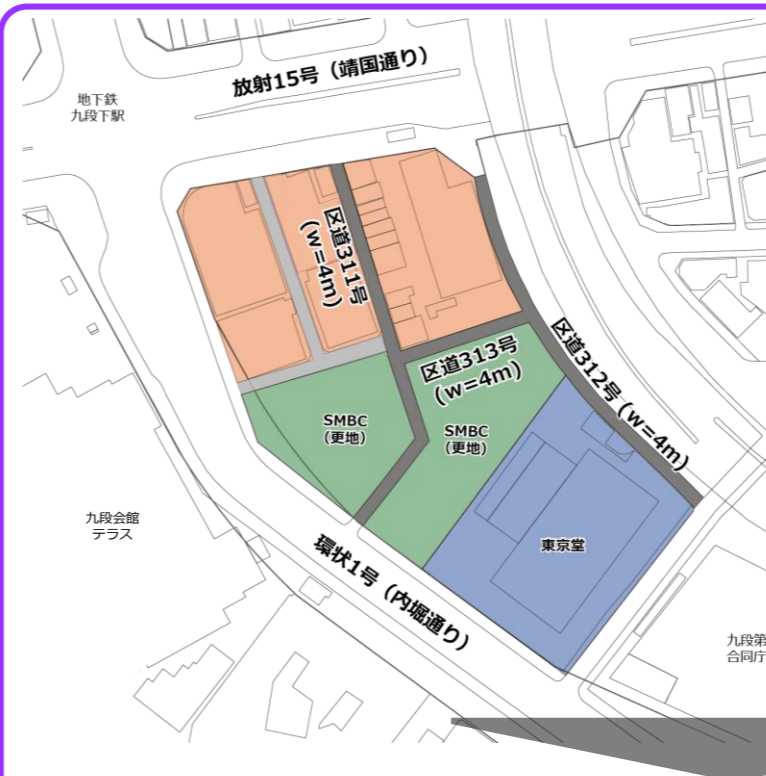 放射15号（靖国通り）
地下鉄
九段下駅
区道311号
(w=4m)
区道313号
(w=4m)
区道312号 (w=4m)
SMBC
(更地)
SMBC
(更地)
九段会館
テラス
東京堂
環状1号（内堀通り）
九段第
合同庁